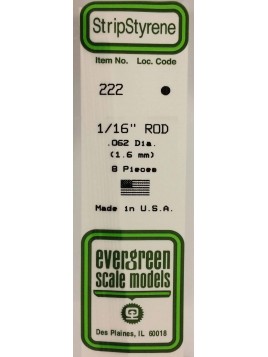 StripStyrene
Item No. Loc. Code
222
1/16" ROD
.062 Dia.
(1.6 mm)
8 Pieces
Made in U.S.A.
evergreen
scale models
Des Plaines, IL 60018